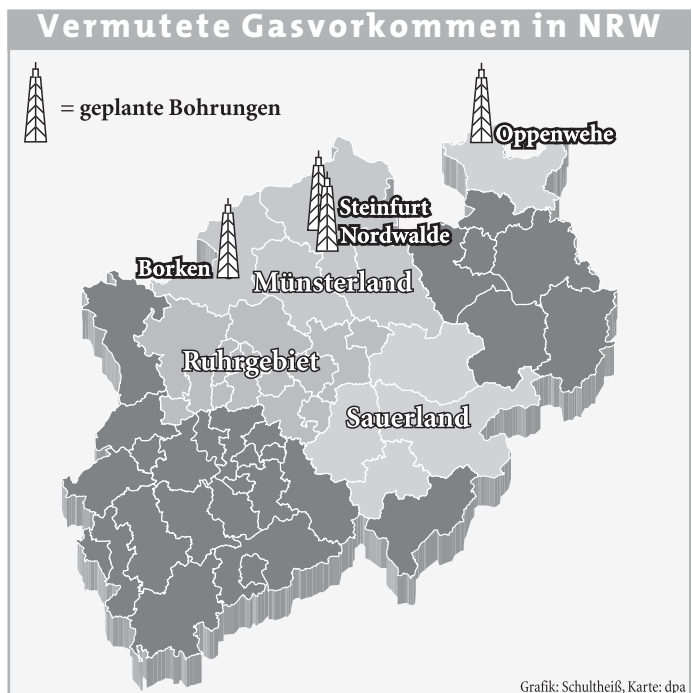 Vermutete Gasvorkommen in NRW
= geplante Bohrungen
Oppenwehe
Steinfurt
Nordwalde
Borken
Münsterland
Ruhrgebiet
Sauerland
Grafik: Schultheiß, Karte: dpa